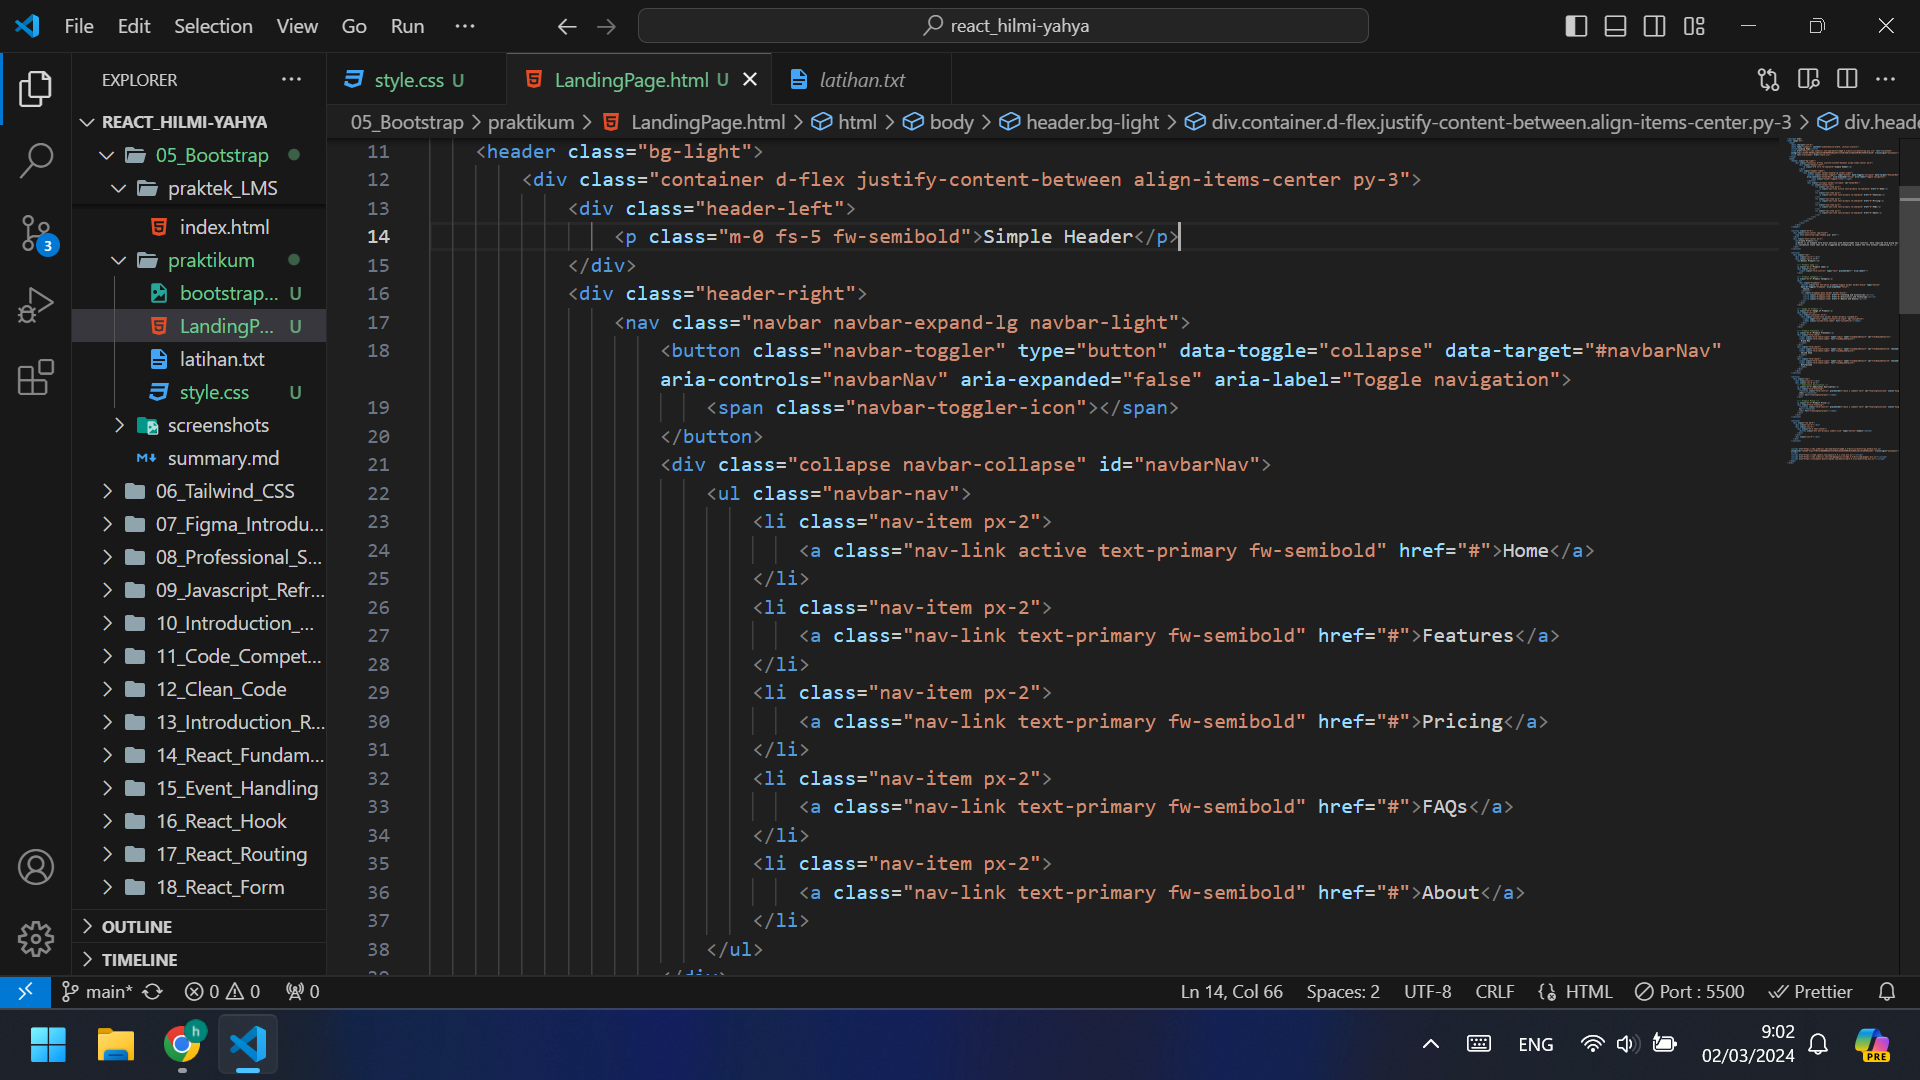 File Edit Selection View Go Run ···
react_hilmi-yahya
EXPLORER
style.css U
LandingPage.html U
latihan.txt
05_Bootstrap > praktikum > LandingPage.html > html > body > header.bg-light > div.container.d-flex.justify-content-between.align-items-center.py-3 > div.heade
REACT_HILMI-YAHYA
05_Bootstrap
praktek_LMS
index.html
praktikum
bootstrap... U
LandingP... U
latihan.txt
style.css U
screenshots
summary.md
06_Tailwind_CSS
07_Figma_Introdu...
08_Professional_S...
09_Javascript_Refr...
10_Introduction_...
11_Code_Compet...
12_Clean_Code
13_Introduction_R...
14_React_Fundam...
15_Event_Handling
16_React_Hook
17_React_Routing
18_React_Form
OUTLINE
TIMELINE
3
11 <header class="bg-light">
12 <div class="container d-flex justify-content-between align-items-center py-3">
13 <div class="header-left">
14 <p class="m-0 fs-5 fw-semibold">Simple Header</p>
15 </div>
16 <div class="header-right">
17 <nav class="navbar navbar-expand-lg navbar-light">
18 <button class="navbar-toggler" type="button" data-toggle="collapse" data-target="#navbarNav"
aria-controls="navbarNav" aria-expanded="false" aria-label="Toggle navigation">
19 <span class="navbar-toggler-icon"></span>
20 </button>
21 <div class="collapse navbar-collapse" id="navbarNav">
22 <ul class="navbar-nav">
23 <li class="nav-item px-2">
24 <a class="nav-link active text-primary fw-semibold" href="#">Home</a>
25 </li>
26 <li class="nav-item px-2">
27 <a class="nav-link text-primary fw-semibold" href="#">Features</a>
28 </li>
29 <li class="nav-item px-2">
30 <a class="nav-link text-primary fw-semibold" href="#">Pricing</a>
31 </li>
32 <li class="nav-item px-2">
33 <a class="nav-link text-primary fw-semibold" href="#">FAQs</a>
34 </li>
35 <li class="nav-item px-2">
36 <a class="nav-link text-primary fw-semibold" href="#">About</a>
37 </li>
38 </ul>
main* 0 0 0
Ln 14, Col 66 Spaces: 2 UTF-8 CRLF HTML Port : 5500 Prettier
h
ENG
9:02
02/03/2024
PRE